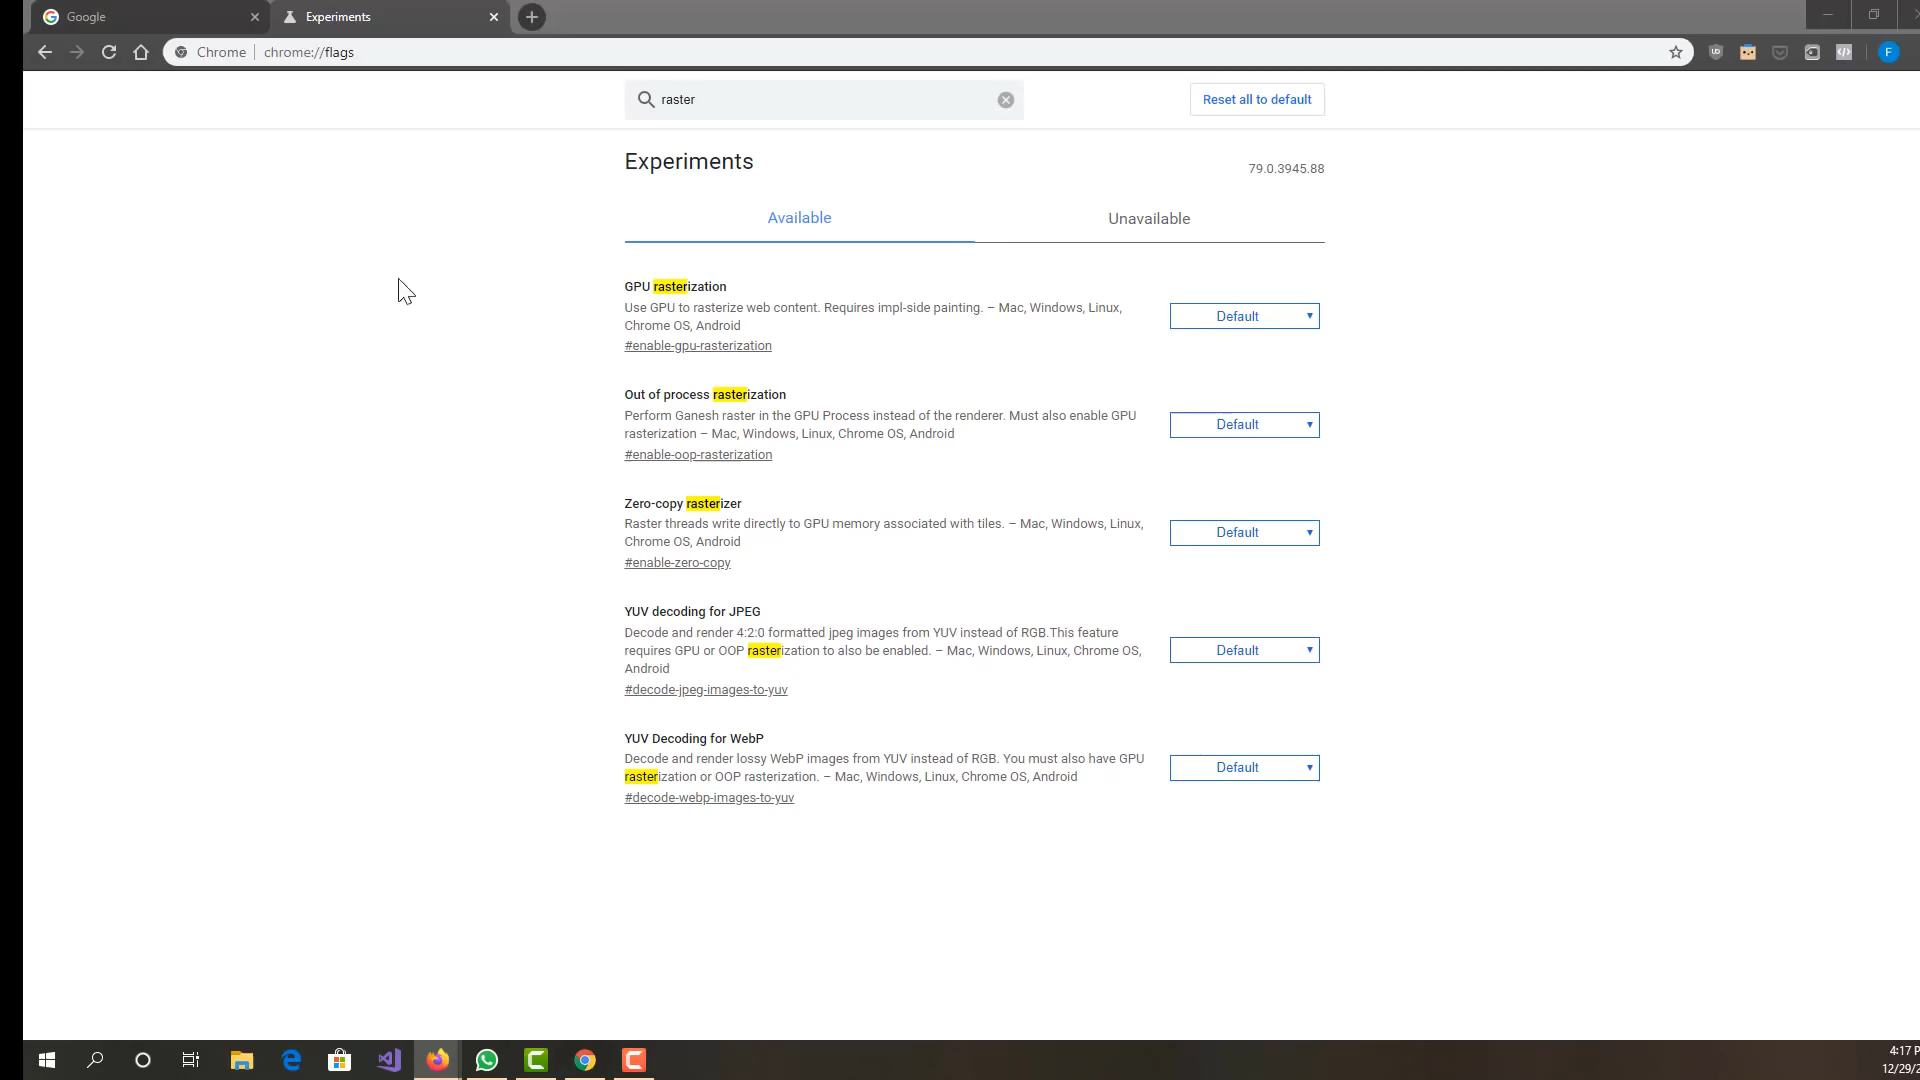 Google
Experiments
Chrome
chrome://flags
F
raster
Reset all to default
Experiments
79.0.3945.88
Available
Unavailable
GPU rasterization
Use GPU to rasterize web content. Requires impl-side painting. – Mac, Windows, Linux,
Chrome OS, Android
#enable-gpu-rasterization
Default
Out of process rasterization
Perform Ganesh raster in the GPU Process instead of the renderer. Must also enable GPU
rasterization – Mac, Windows, Linux, Chrome OS, Android
#enable-oop-rasterization
Default
Zero-copy rasterizer
Raster threads write directly to GPU memory associated with tiles. – Mac, Windows, Linux,
Chrome OS, Android
#enable-zero-copy
Default
YUV decoding for JPEG
Decode and render 4:2:0 formatted jpeg images from YUV instead of RGB.This feature
requires GPU or OOP rasterization to also be enabled. – Mac, Windows, Linux, Chrome OS,
Android
#decode-jpeg-images-to-yuv
Default
YUV Decoding for WebP
Decode and render lossy WebP images from YUV instead of RGB. You must also have GPU
rasterization or OOP rasterization. – Mac, Windows, Linux, Chrome OS, Android
#decode-webp-images-to-yuv
Default
4:17 P
12/29/2